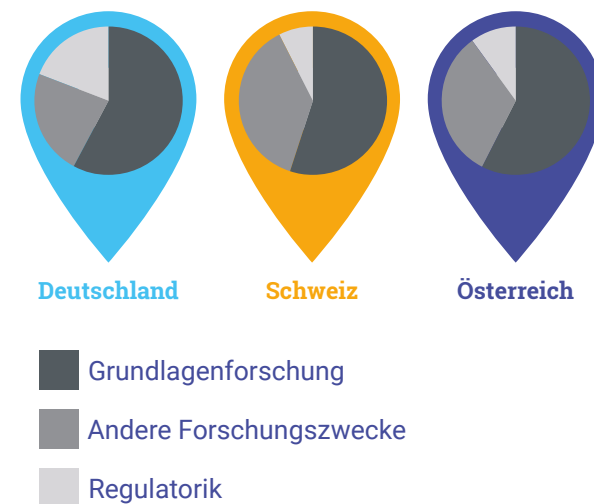 Deutschland
Schweiz
Österreich
Grundlagenforschung
Andere Forschungszwecke
Regulatorik